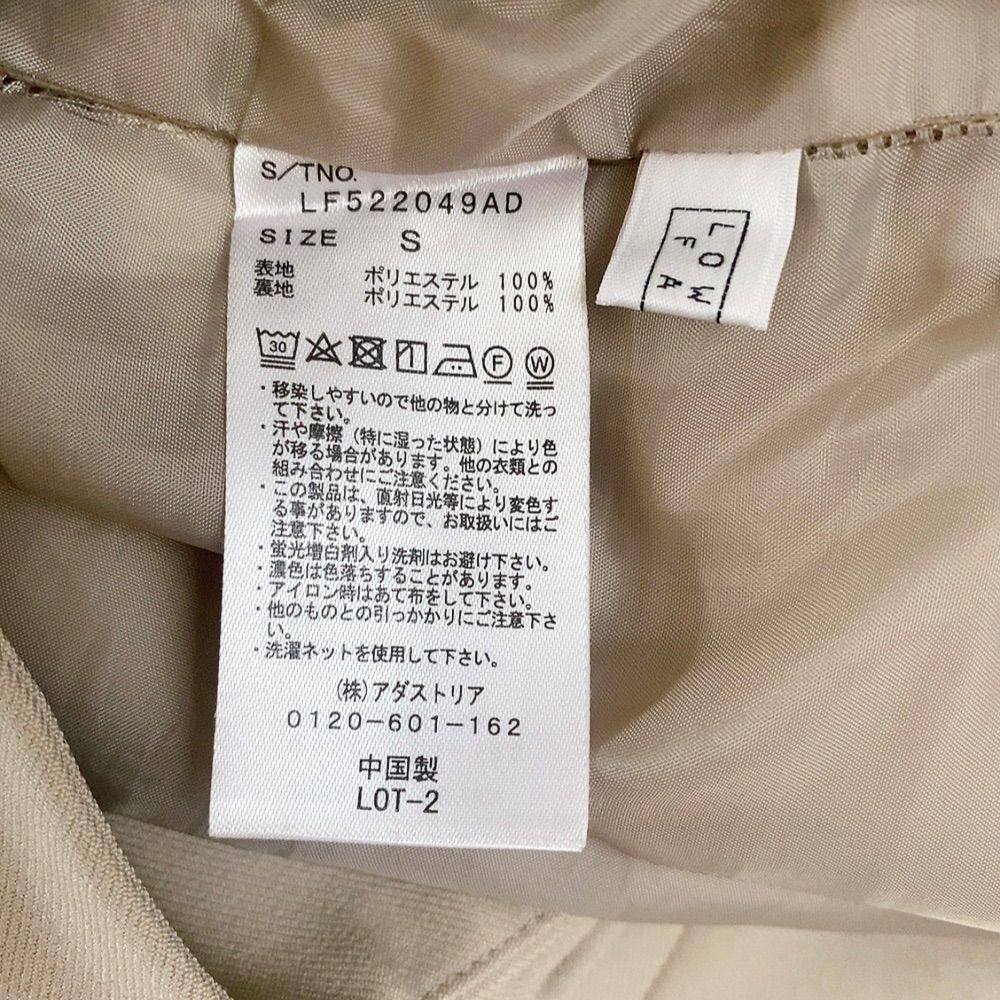 S/TNO.
LF522049AD
SIZE S
表地 ポリエステル 100%
裏地 ポリエステル 100%
30
F W
・移染しやすいので他の物と分けて洗っ
て下さい。
・汗や摩擦（特に湿った状態）により色
が移る場合があります。他の衣類との
組み合わせにご注意ください。
・この製品は、直射日光等により変色す
る事がありますので、お取扱いにはご
注意下さい。
・蛍光増白剤入り洗剤はお避け下さい。
・濃色は色落ちすることがあります。
・アイロン時はあて布をして下さい。
・他のものとの引っかかりにご注意下さ
い。
・洗濯ネットを使用して下さい。
(株)アダストリア
0120-601-162
中国製
LOT-2
LOW
FA